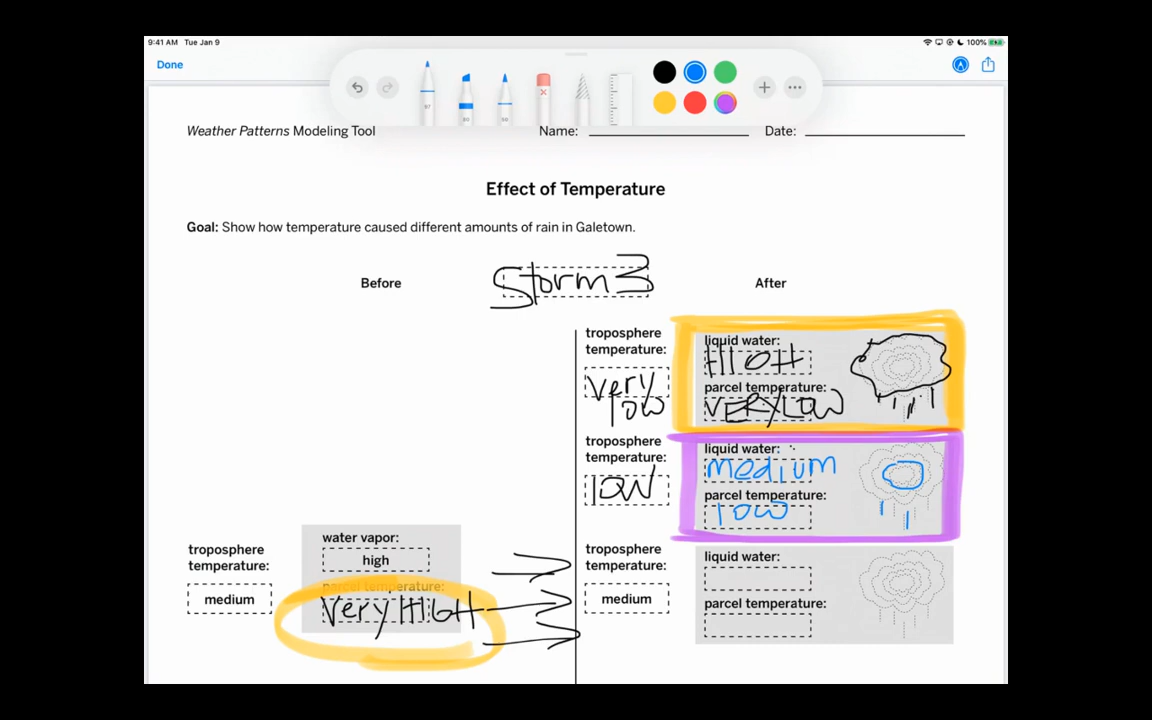 9:41 AM Tue Jan 9 100%
Done
Weather Patterns Modeling Tool Name: Date:
Effect of Temperature
Goal: Show how temperature caused different amounts of rain in Galetown.
Before Storm 3 After
troposphere
temperature:
very
low
liquid water:
HIGH
parcel temperature:
VERY LOW
troposphere
temperature:
low
liquid water:
medium
parcel temperature:
low
troposphere
temperature:
medium
water vapor:
high
parcel temperature:
Very HIGH
troposphere
temperature:
medium
liquid water:
parcel temperature: